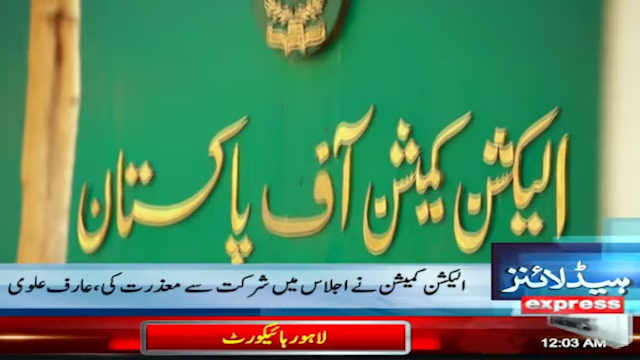 الیکشن کمیشن آف پاکستان
الیکشن کمیشن نے اجلاس میں شرکت سے معذرت کی، عارف علوی
ہیڈلائنز
express
لاہور ہائیکورٹ
12:03 AM